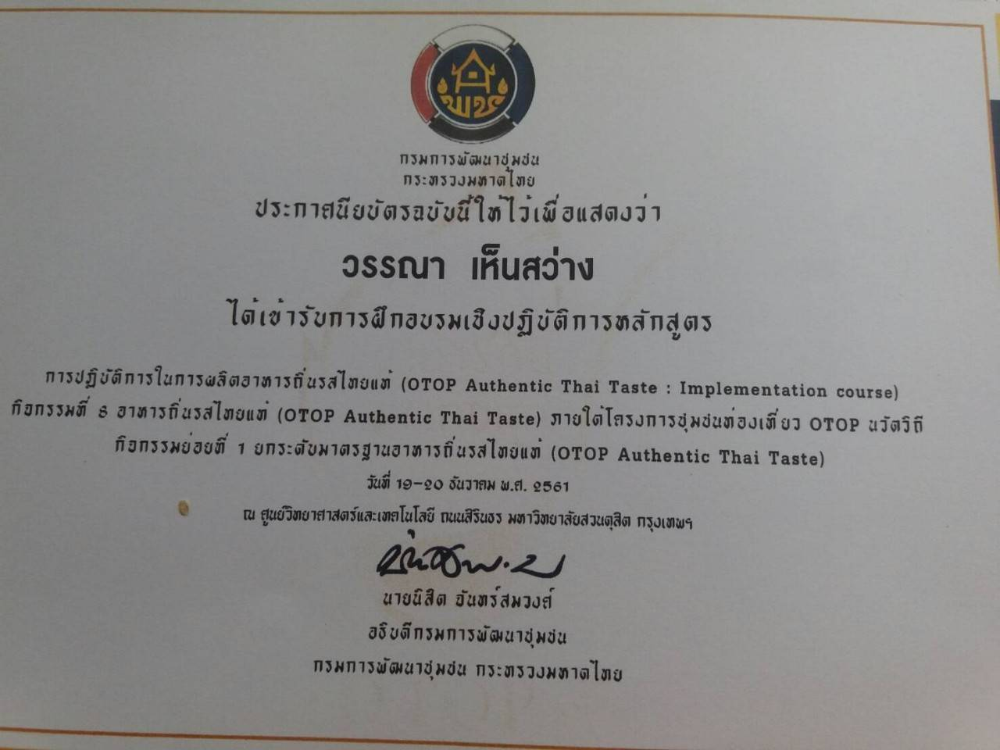 พช
กรมการพัฒนาชุมชน
กระทรวงมหาดไทย
ประกาศนียบัตรฉบับนี้ให้ไว้เพื่อแสดงว่า
วรรณา เห็นสว่าง
ได้เข้ารับการฝึกอบรมเชิงปฏิบัติการหลักสูตร
การปฏิบัติการในการผลิตอาหารถิ่นรสไทยแท้ (OTOP Authentic Thai Taste : Implementation course)
กิจกรรมที่ 8 อาหารถิ่นรสไทยแท้ (OTOP Authentic Thai Taste) ภายใต้โครงการชุมชนท่องเที่ยว OTOP นวัตวิถี
กิจกรรมย่อยที่ 1 ยกระดับมาตรฐานอาหารถิ่นรสไทยแท้ (OTOP Authentic Thai Taste)
วันที่ 19-20 ธันวาคม พ.ศ. 2561
ณ ศูนย์วิทยาศาสตร์และเทคโนโลยี ถนนสิรินธร มหาวิทยาลัยสวนดุสิต กรุงเทพฯ
นายนิสิต จันทร์สมวงศ์
อธิบดีกรมการพัฒนาชุมชน
กรมการพัฒนาชุมชน กระทรวงมหาดไทย